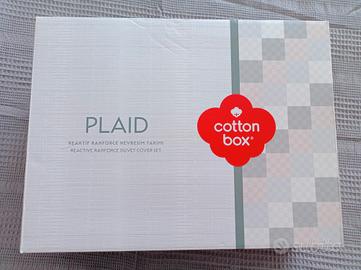 PLAID
REAKTİF RANFORCE NEVRESİM TAKIMI
REACTIVE RANFORCE DUVET COVER SET
cotton
box®